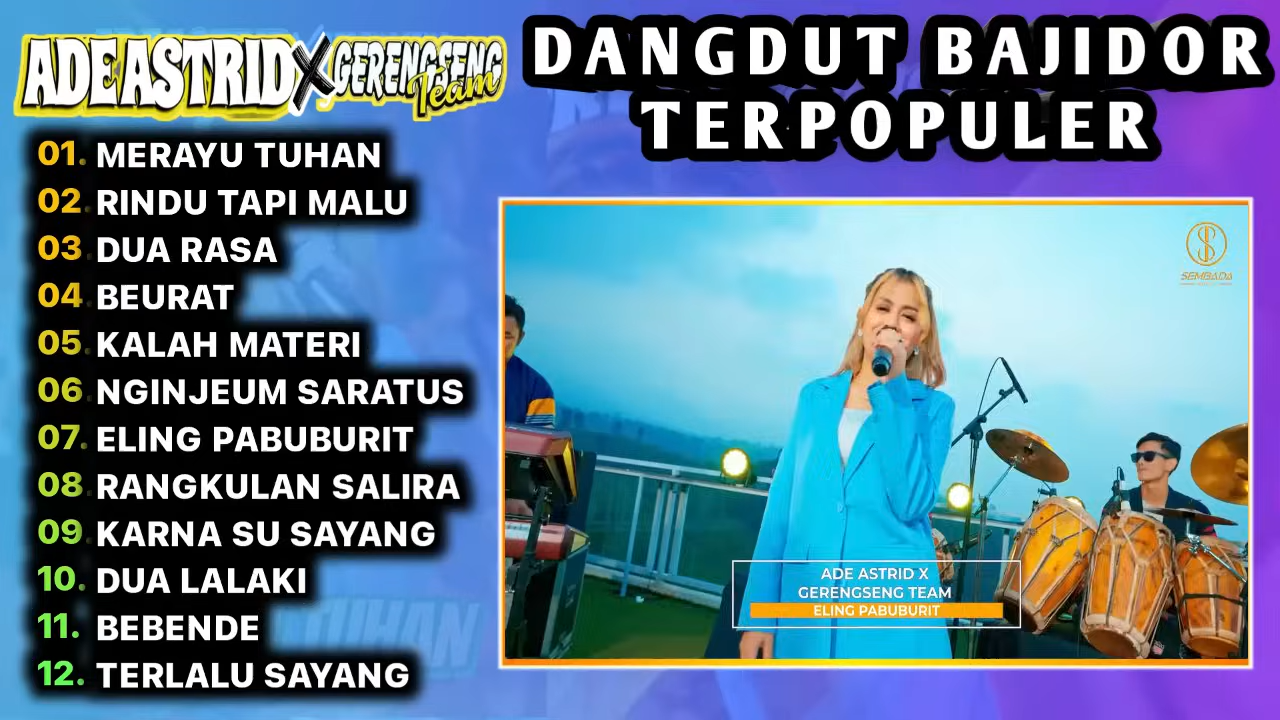 ADE ASTRID X GERENGSENG Team
DANGDUT BAJIDOR
TERPOPULER
01. MERAYU TUHAN
02. RINDU TAPI MALU
03. DUA RASA
04. BEURAT
05. KALAH MATERI
06. NGINJEUM SARATUS
07. ELING PABUBURIT
08. RANGKULAN SALIRA
09. KARNA SU SAYANG
10. DUA LALAKI
11. BEBENDE
12. TERLALU SAYANG
SEMBADA
ADE ASTRID X
GERENGSENG TEAM
ELING PABUBURIT
TUHAN